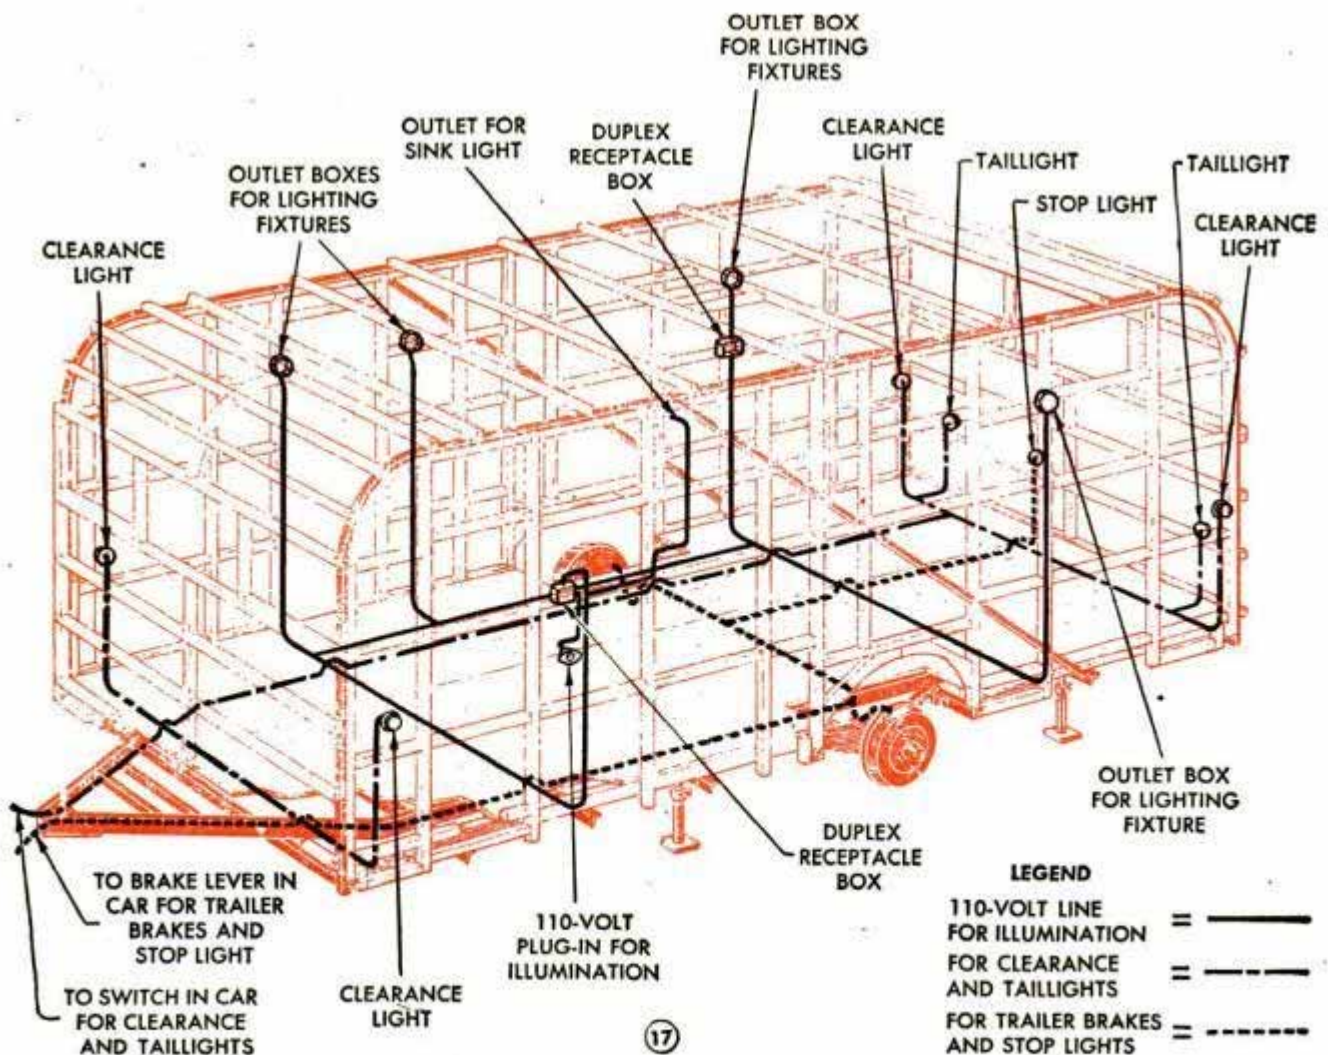 OUTLET BOX
FOR LIGHTING
FIXTURES
OUTLET FOR
SINK LIGHT
DUPLEX
RECEPTACLE
BOX
CLEARANCE
LIGHT
TAILLIGHT
TAILLIGHT
OUTLET BOXES
FOR LIGHTING
FIXTURES
STOP LIGHT
CLEARANCE
LIGHT
CLEARANCE
LIGHT
OUTLET BOX
FOR LIGHTING
FIXTURE
DUPLEX
RECEPTACLE
BOX
TO BRAKE LEVER IN
CAR FOR TRAILER
BRAKES AND
STOP LIGHT
110-VOLT
PLUG-IN FOR
ILLUMINATION
TO SWITCH IN CAR
FOR CLEARANCE
AND TAILLIGHTS
CLEARANCE
LIGHT
17
LEGEND
110-VOLT LINE
FOR ILLUMINATION =
FOR CLEARANCE
AND TAILLIGHTS =
FOR TRAILER BRAKES
AND STOP LIGHTS =